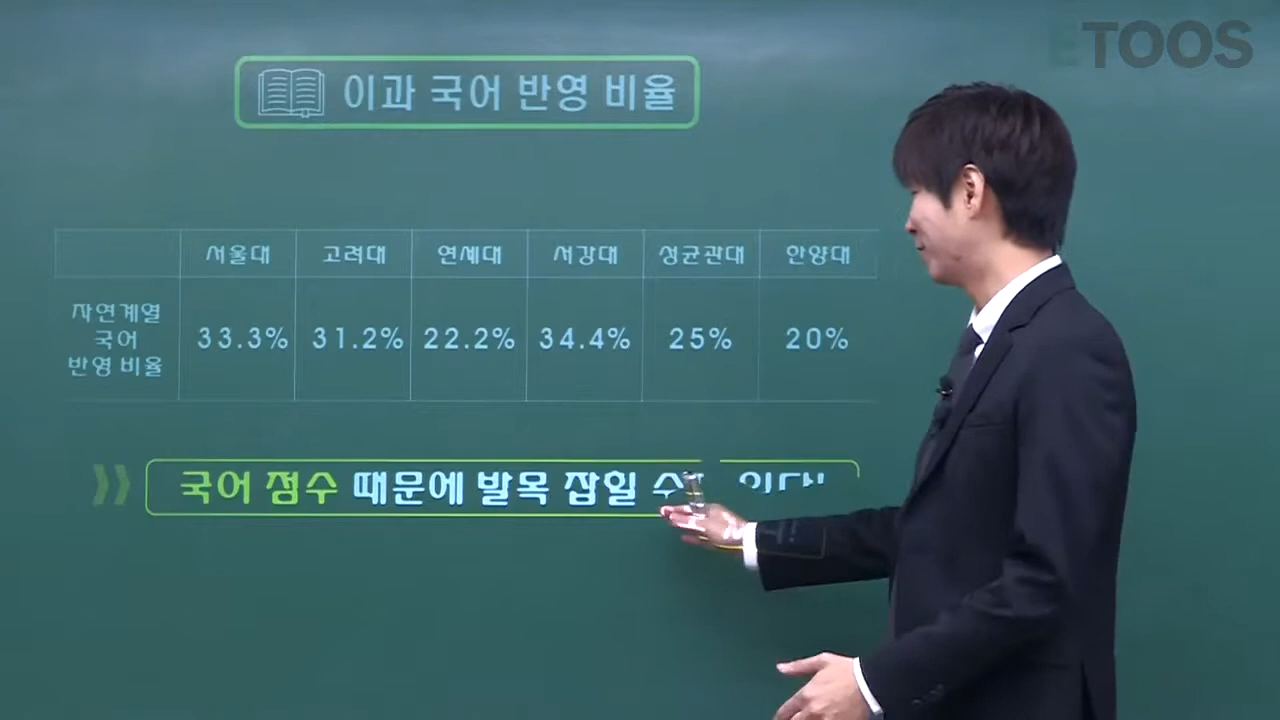 ETOOS
이과 국어 반영 비율
서울대 고려대 연세대 서강대 성균관대 안양대
자연계열
국어
반영 비율
33.3% 31.2% 22.2% 34.4% 25% 20%
국어 점수 때문에 발목 잡힐